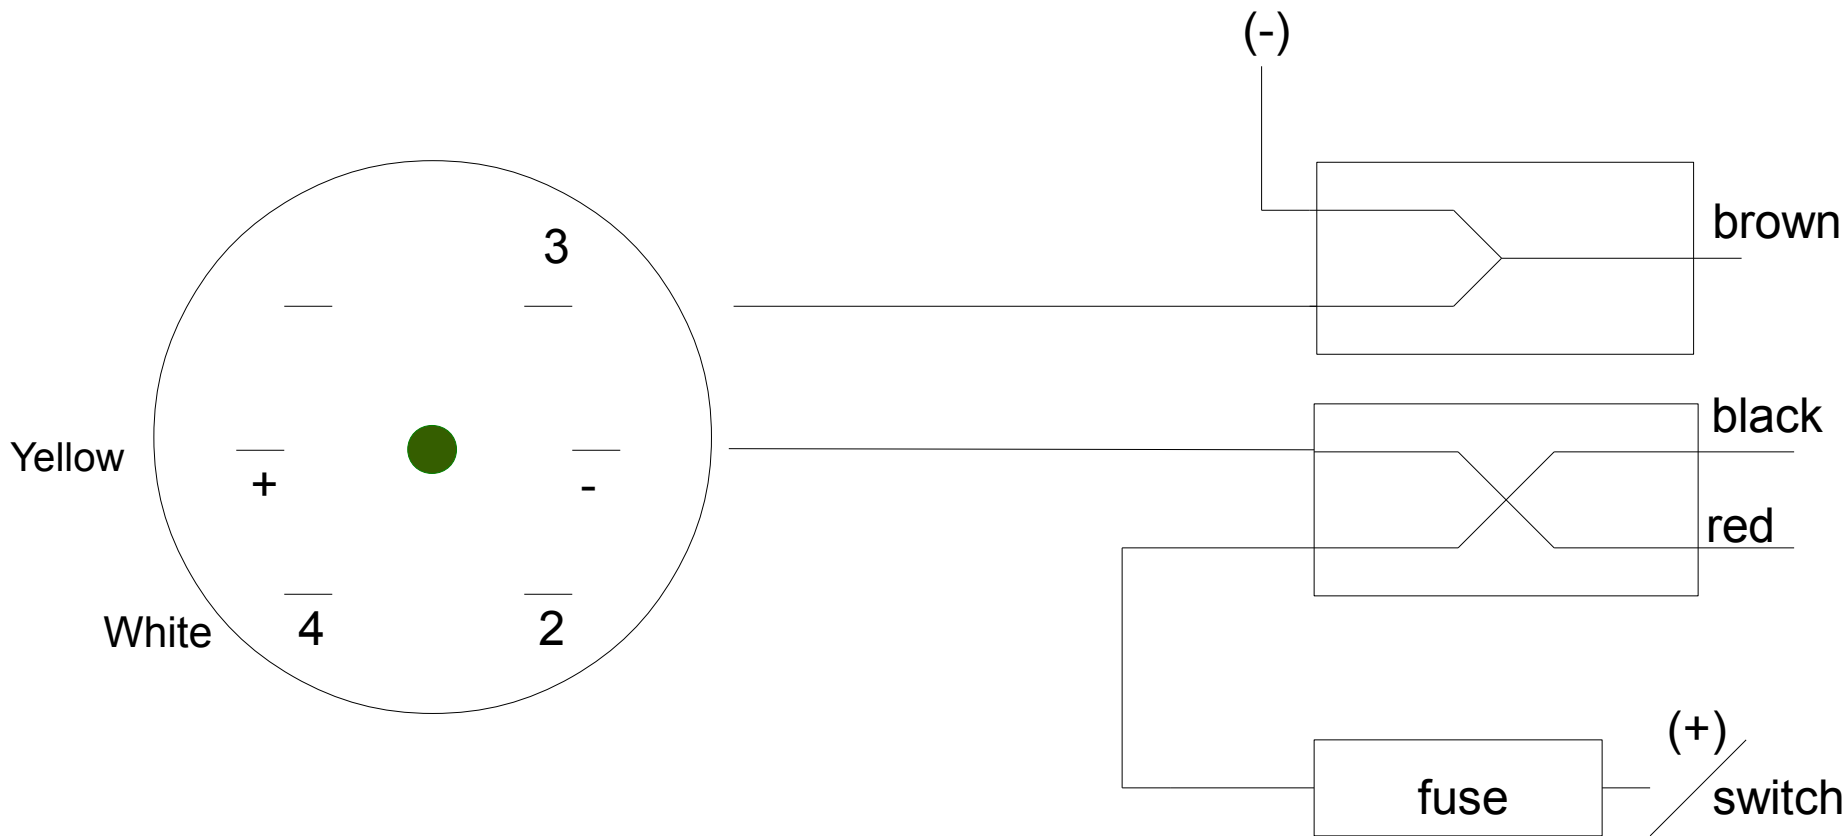 (-)
brown
3
black
Yellow
+
-
red
White
4
2
(+)
fuse
switch